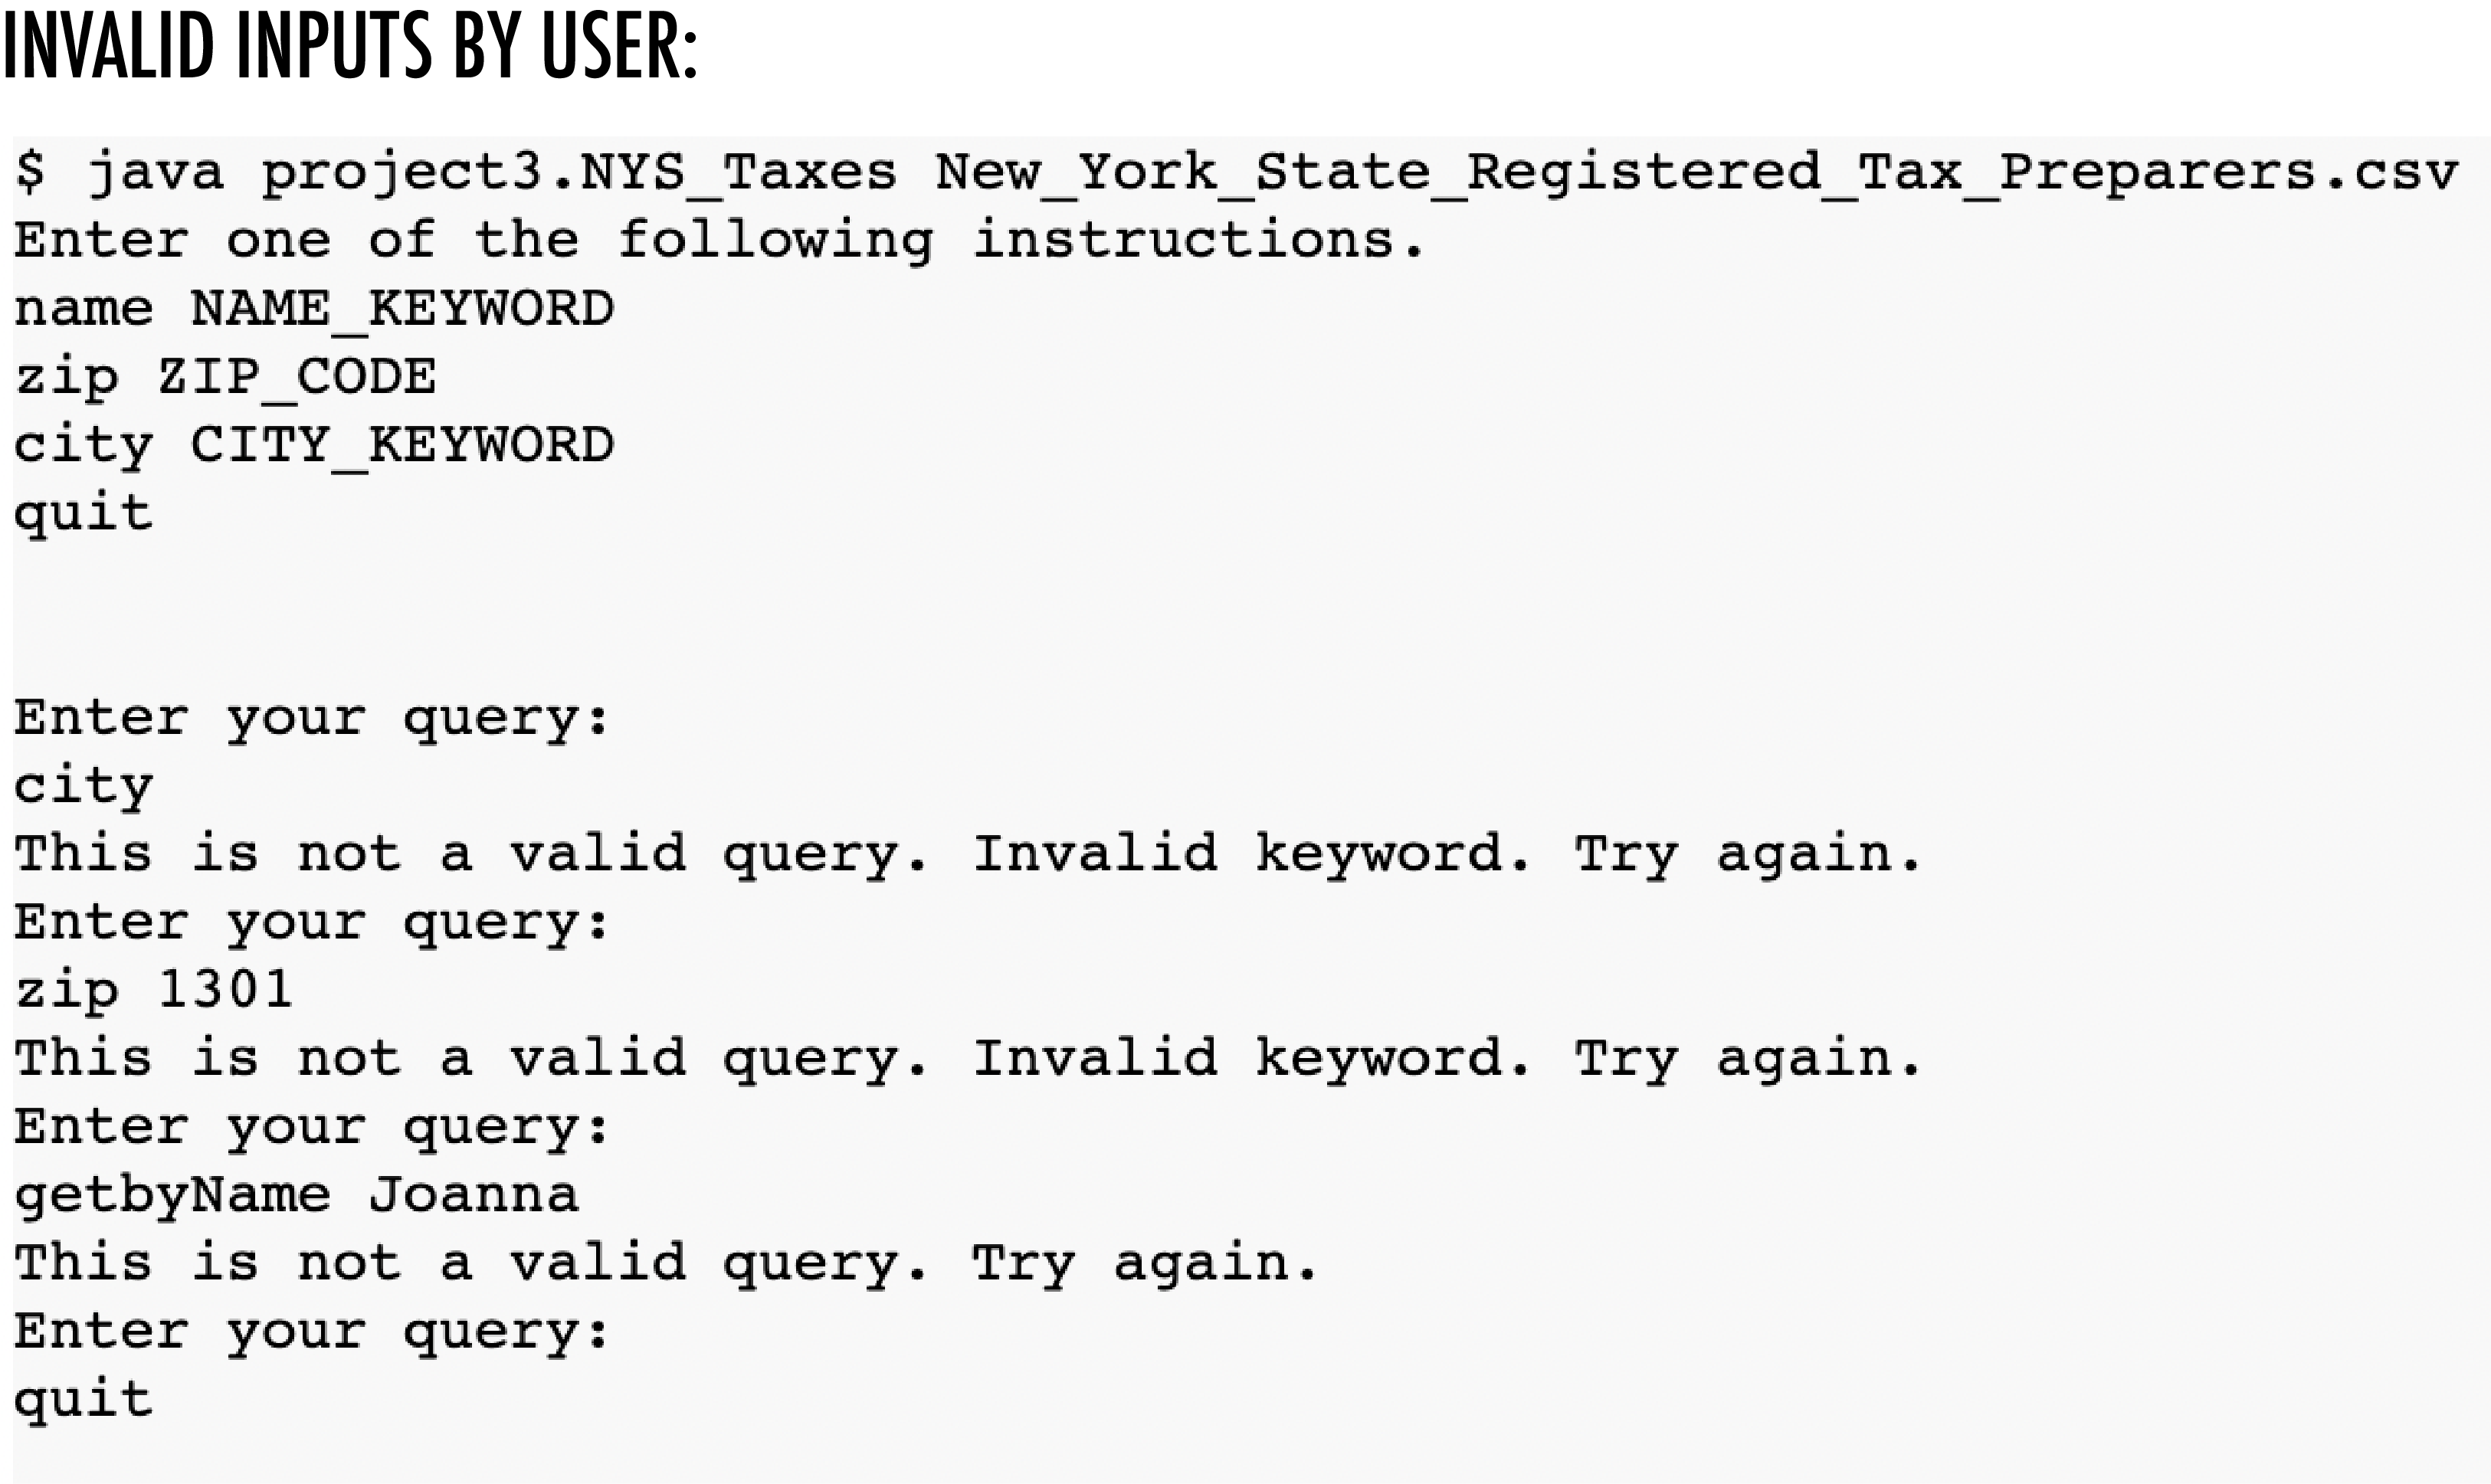 INVALID INPUTS BY USER:
$ java project3.NYS_Taxes New_York_State_Registered_Tax_Preparers.csv
Enter one of the following instructions.
name NAME_KEYWORD
zip ZIP_CODE
city CITY_KEYWORD
quit
Enter your query:
city
This is not a valid query. Invalid keyword. Try again.
Enter your query:
zip 1301
This is not a valid query. Invalid keyword. Try again.
Enter your query:
getbyName Joanna
This is not a valid query. Try again.
Enter your query:
quit